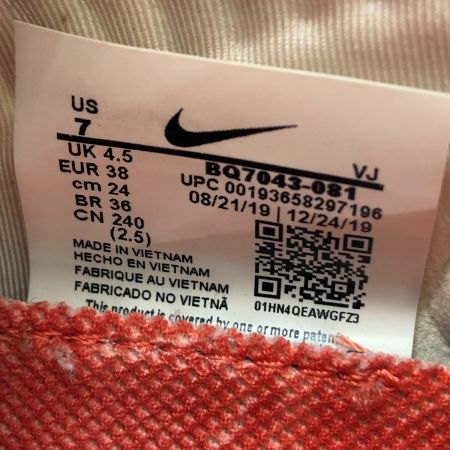 US
7
UK 4.5
EUR 38
cm 24
BR 36
CN 240
(2.5)
BQ7043-081 VJ
UPC 00193658297196
08/21/19 | 12/24/19
MADE IN VIETNAM
HECHO EN VIETNAM
FABRIQUE AU VIETNAM
FABRICADO NO VIETNÃ
01HN4QEAWGFZ3
This product is covered by one or more